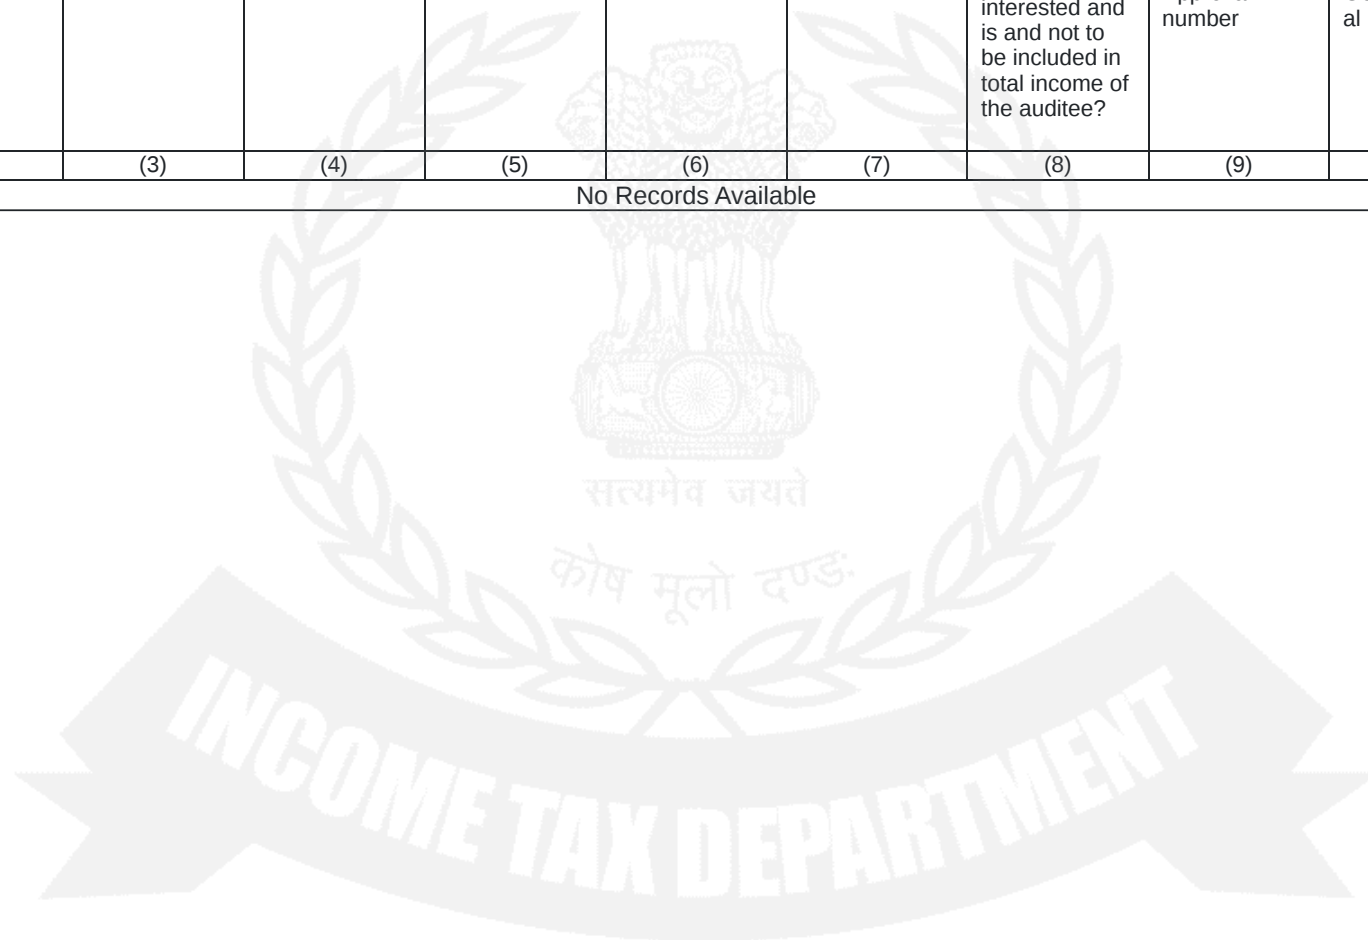 interested and
is and not to
be included in
total income of
the auditee?
number
al
(3) (4) (5) (6) (7) (8) (9)
No Records Available
सत्यमेव जयते
कोष मूलो दण्डः
INCOME TAX DEPARTMENT